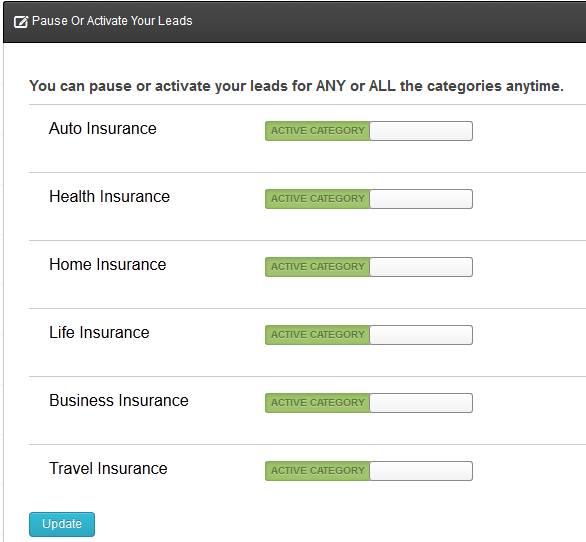 Pause Or Activate Your Leads
You can pause or activate your leads for ANY or ALL the categories anytime.
Auto Insurance ACTIVE CATEGORY
Health Insurance ACTIVE CATEGORY
Home Insurance ACTIVE CATEGORY
Life Insurance ACTIVE CATEGORY
Business Insurance ACTIVE CATEGORY
Travel Insurance ACTIVE CATEGORY
Update